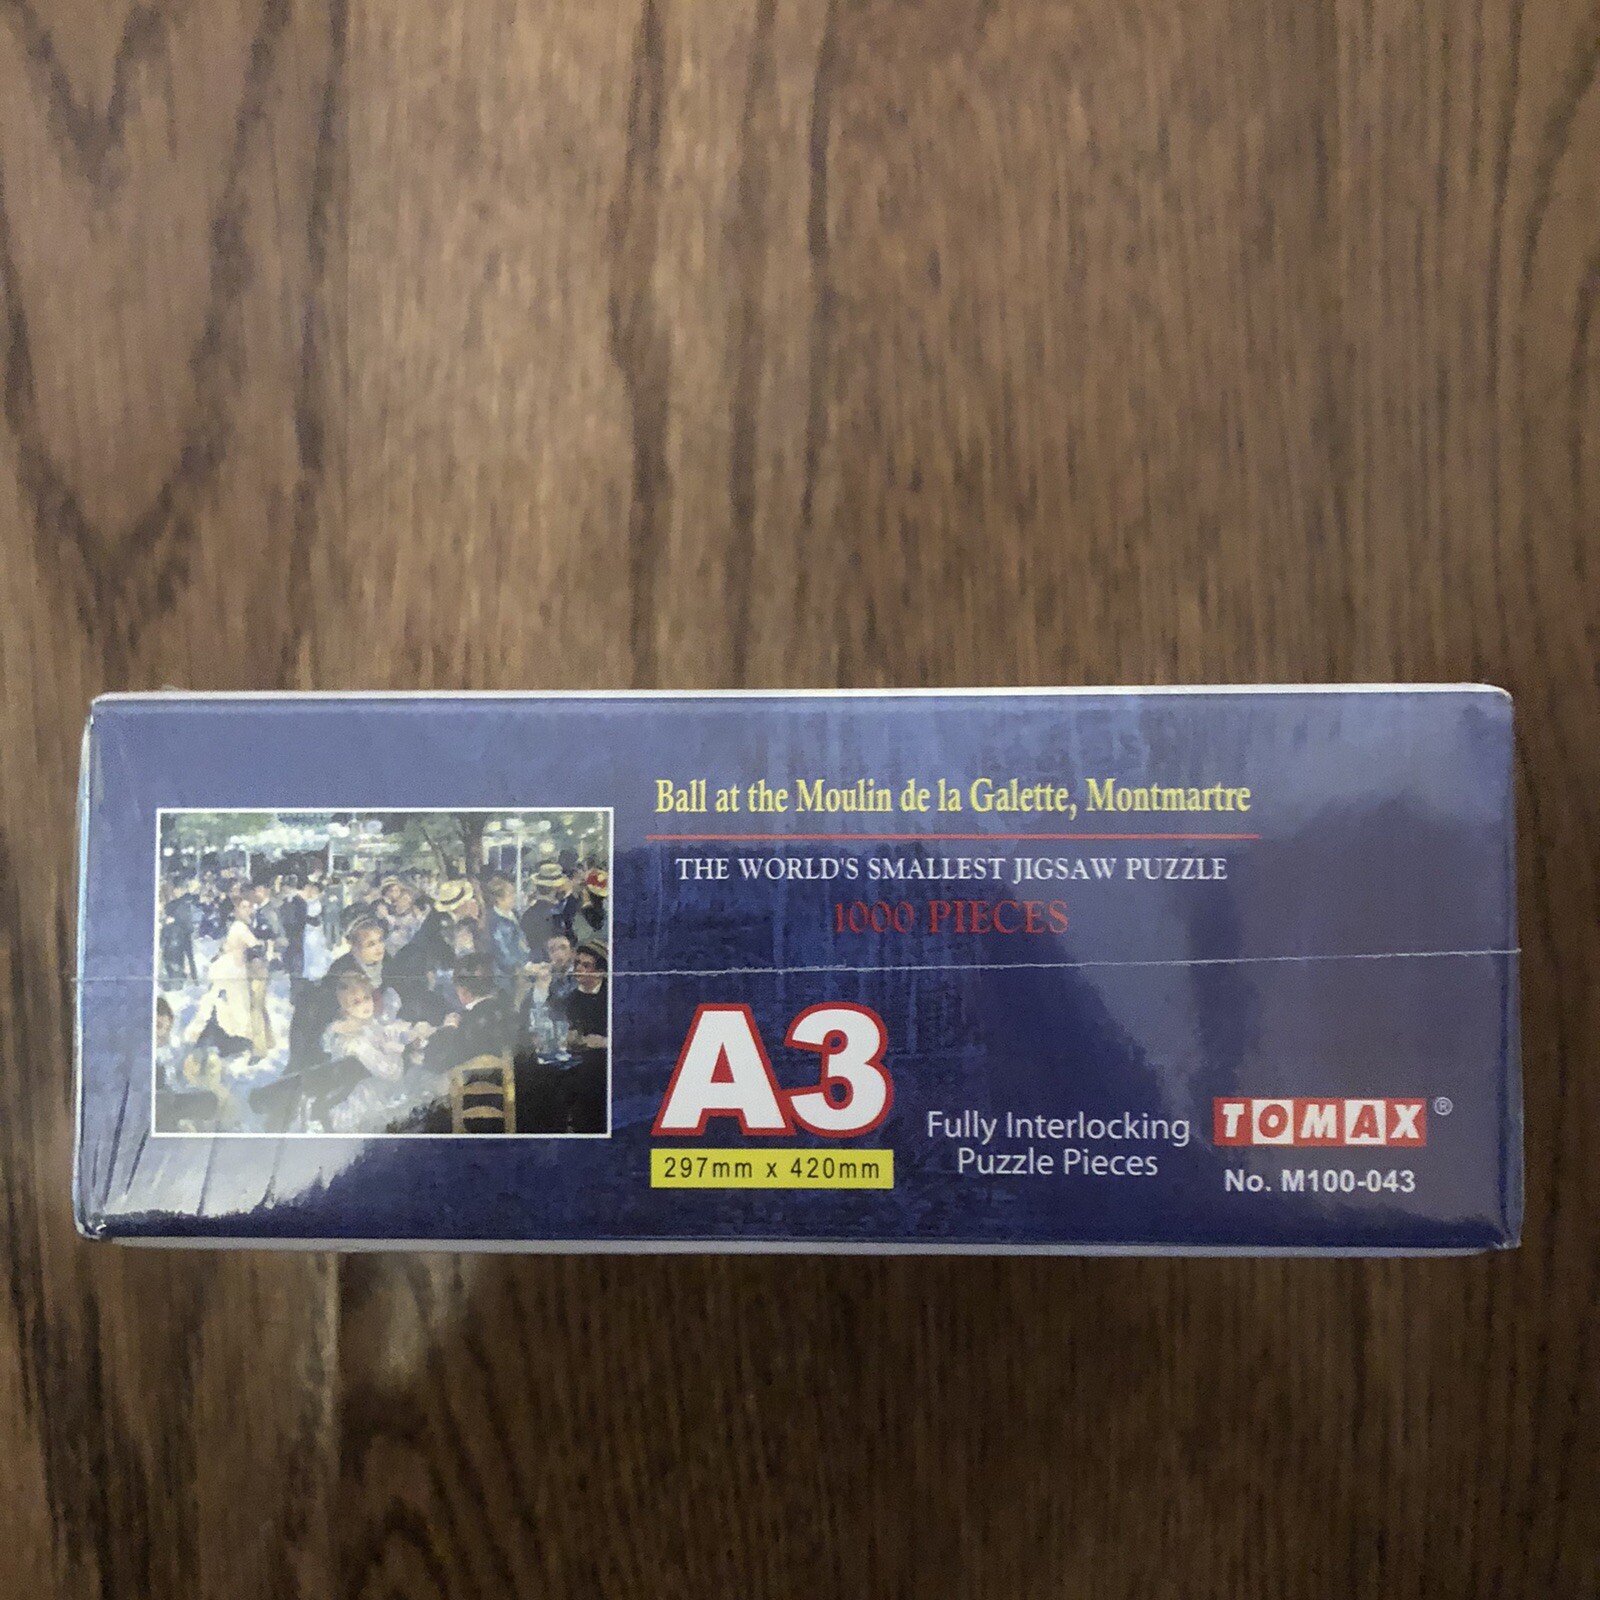 Ball at the Moulin de la Galette, Montmartre
THE WORLD'S SMALLEST JIGSAW PUZZLE
1000 PIECES
A3
297mm x 420mm
Fully Interlocking
Puzzle Pieces
TOMAX®
No. M100-043